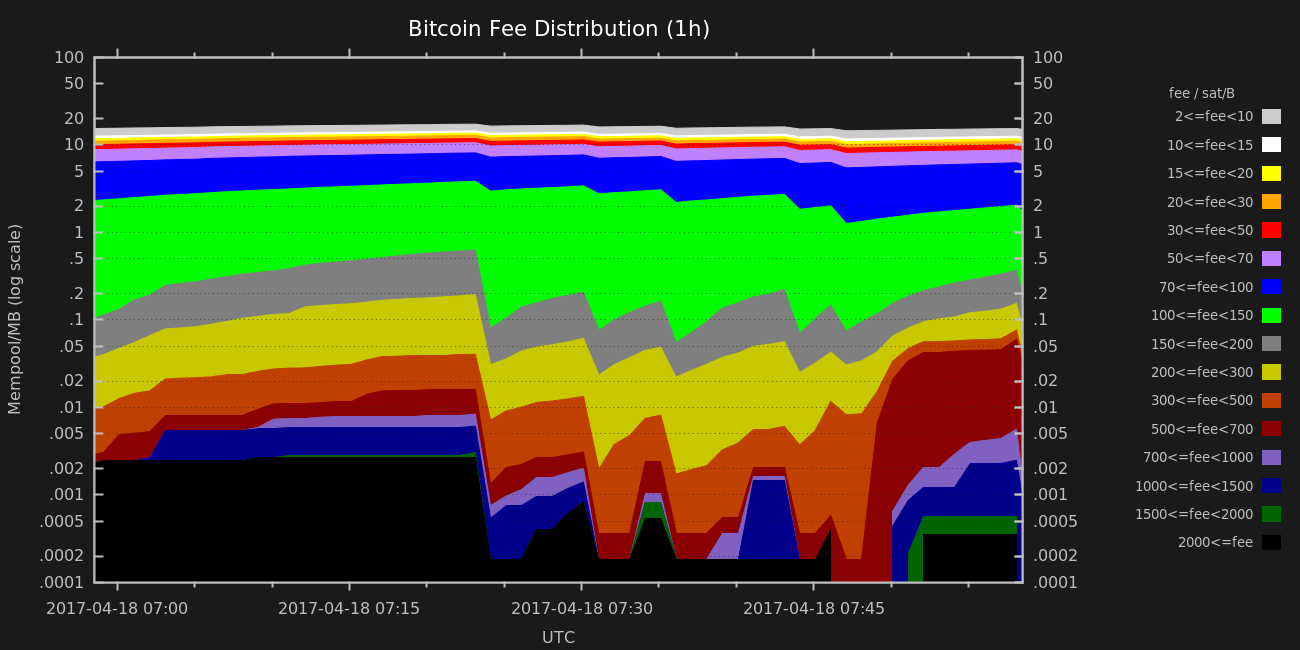 Bitcoin Fee Distribution (1h)
Mempool/MB (log scale)
100
50
20
10
5
2
1
.5
.2
.1
.05
.02
.01
.005
.002
.001
.0005
.0002
.0001
100
50
20
10
5
2
1
.5
.2
.1
.05
.02
.01
.005
.002
.001
.0005
.0002
.0001
2017-04-18 07:00
2017-04-18 07:15
2017-04-18 07:30
2017-04-18 07:45
UTC
fee / sat/B
2<=fee<10
10<=fee<15
15<=fee<20
20<=fee<30
30<=fee<50
50<=fee<70
70<=fee<100
100<=fee<150
150<=fee<200
200<=fee<300
300<=fee<500
500<=fee<700
700<=fee<1000
1000<=fee<1500
1500<=fee<2000
2000<=fee